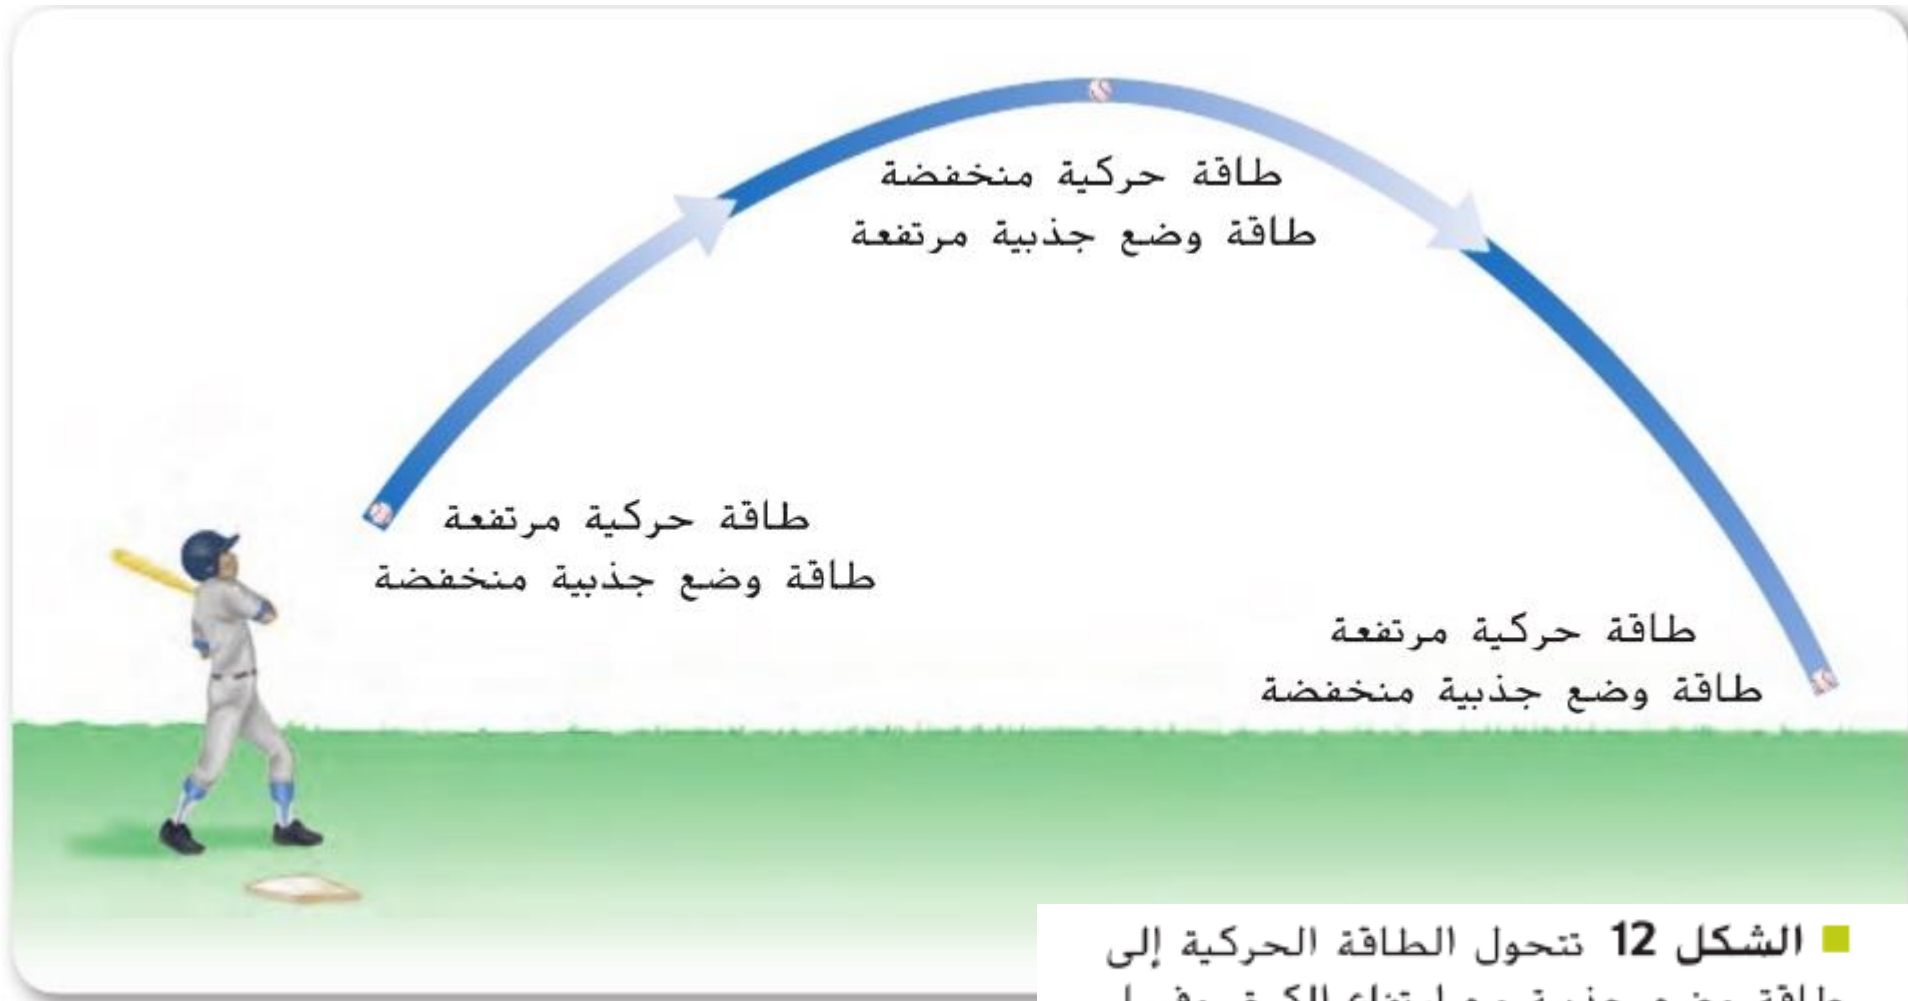 طاقة حركية منخفضة
طاقة وضع جذبية مرتفعة
طاقة حركية مرتفعة
طاقة وضع جذبية منخفضة
طاقة حركية مرتفعة
طاقة وضع جذبية منخفضة
■ الشكل 12 تتحول الطاقة الحركية إلى